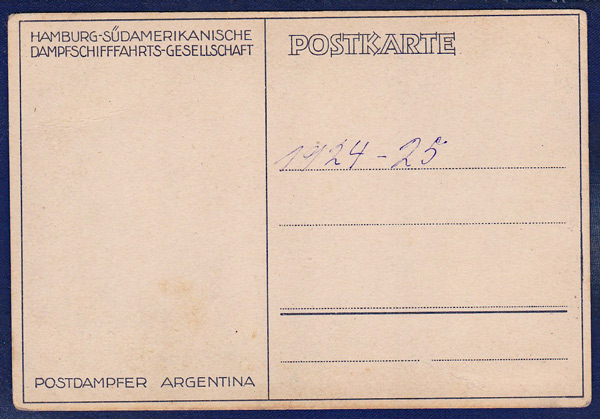 HAMBURG-SÜDAMERIKANISCHE
DAMPFSCHIFFFAHRTS-GESELLSCHAFT
POSTKARTE
1924-25
POSTDAMPFER ARGENTINA